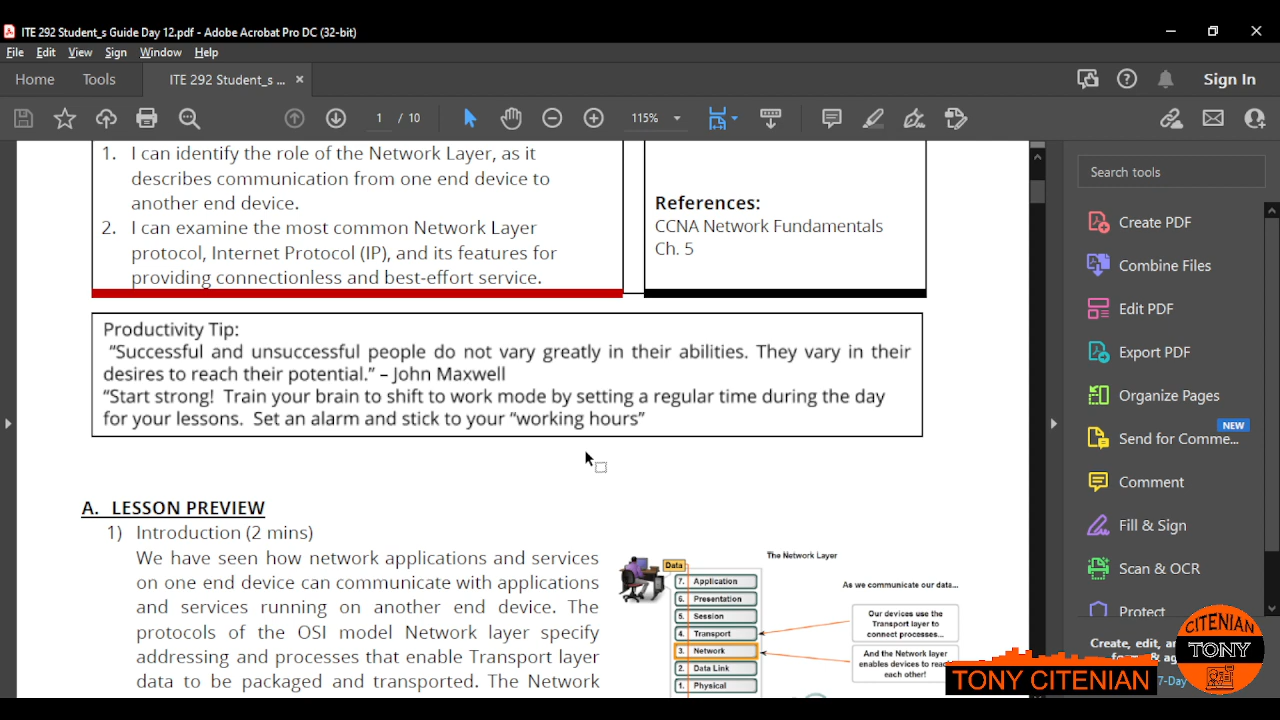 ITE 292 Student_s Guide Day 12.pdf - Adobe Acrobat Pro DC (32-bit)
File Edit View Sign Window Help
Home Tools ITE 292 Student_s ... × Sign In
1 / 10 115%
1. I can identify the role of the Network Layer, as it
describes communication from one end device to
another end device.
2. I can examine the most common Network Layer
protocol, Internet Protocol (IP), and its features for
providing connectionless and best-effort service.
References:
CCNA Network Fundamentals
Ch. 5
Productivity Tip:
"Successful and unsuccessful people do not vary greatly in their abilities. They vary in their
desires to reach their potential." – John Maxwell
"Start strong! Train your brain to shift to work mode by setting a regular time during the day
for your lessons. Set an alarm and stick to your "working hours"
A. LESSON PREVIEW
1) Introduction (2 mins)
We have seen how network applications and services
on one end device can communicate with applications
and services running on another end device. The
protocols of the OSI model Network layer specify
addressing and processes that enable Transport layer
data to be packaged and transported. The Network
The Network Layer
Data
7. Application
6. Presentation
5. Session
4. Transport
3. Network
2. Data Link
1. Physical
As we communicate our data...
Our devices use the
Transport layer to
connect processes...
And the Network layer
enables devices to reach
each other!
Search tools
Create PDF
Combine Files
Edit PDF
Export PDF
Organize Pages
NEW
Send for Comme...
Comment
Fill & Sign
Scan & OCR
Protect
Create, edit,
7-Day
CITENIAN
TONY
TONY CITENIAN